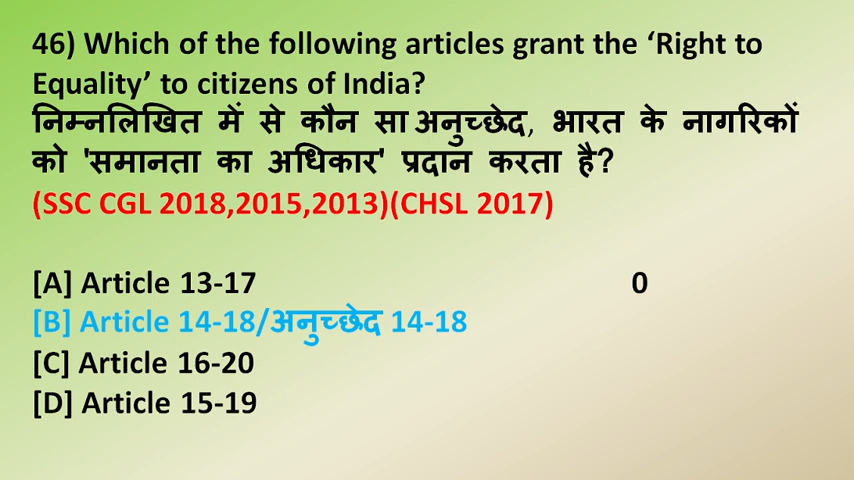 46) Which of the following articles grant the ‘Right to
Equality’ to citizens of India?
निम्नलिखित में से कौन सा अनुच्छेद, भारत के नागरिकों
को 'समानता का अधिकार' प्रदान करता है?
(SSC CGL 2018,2015,2013)(CHSL 2017)
[A] Article 13-17 0
[B] Article 14-18/अनुच्छेद 14-18
[C] Article 16-20
[D] Article 15-19